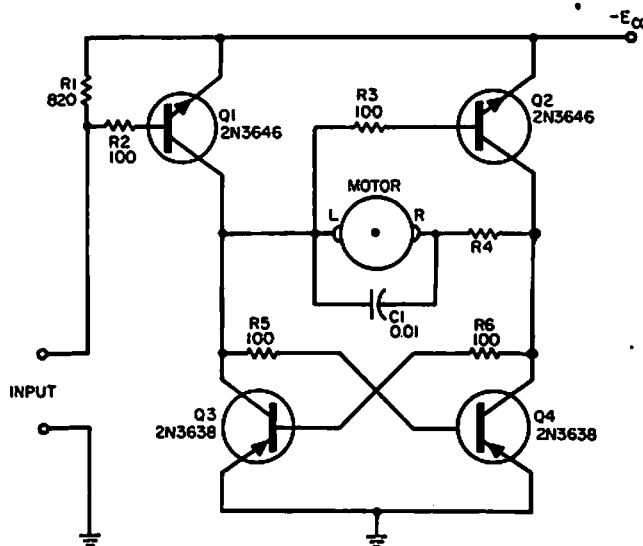 -Ecc
R1
820
R2
100
Q1
2N3646
R3
100
Q2
2N3646
MOTOR
L
R
R4
C1
0.01
R5
100
R6
100
INPUT
Q3
2N3638
Q4
2N3638